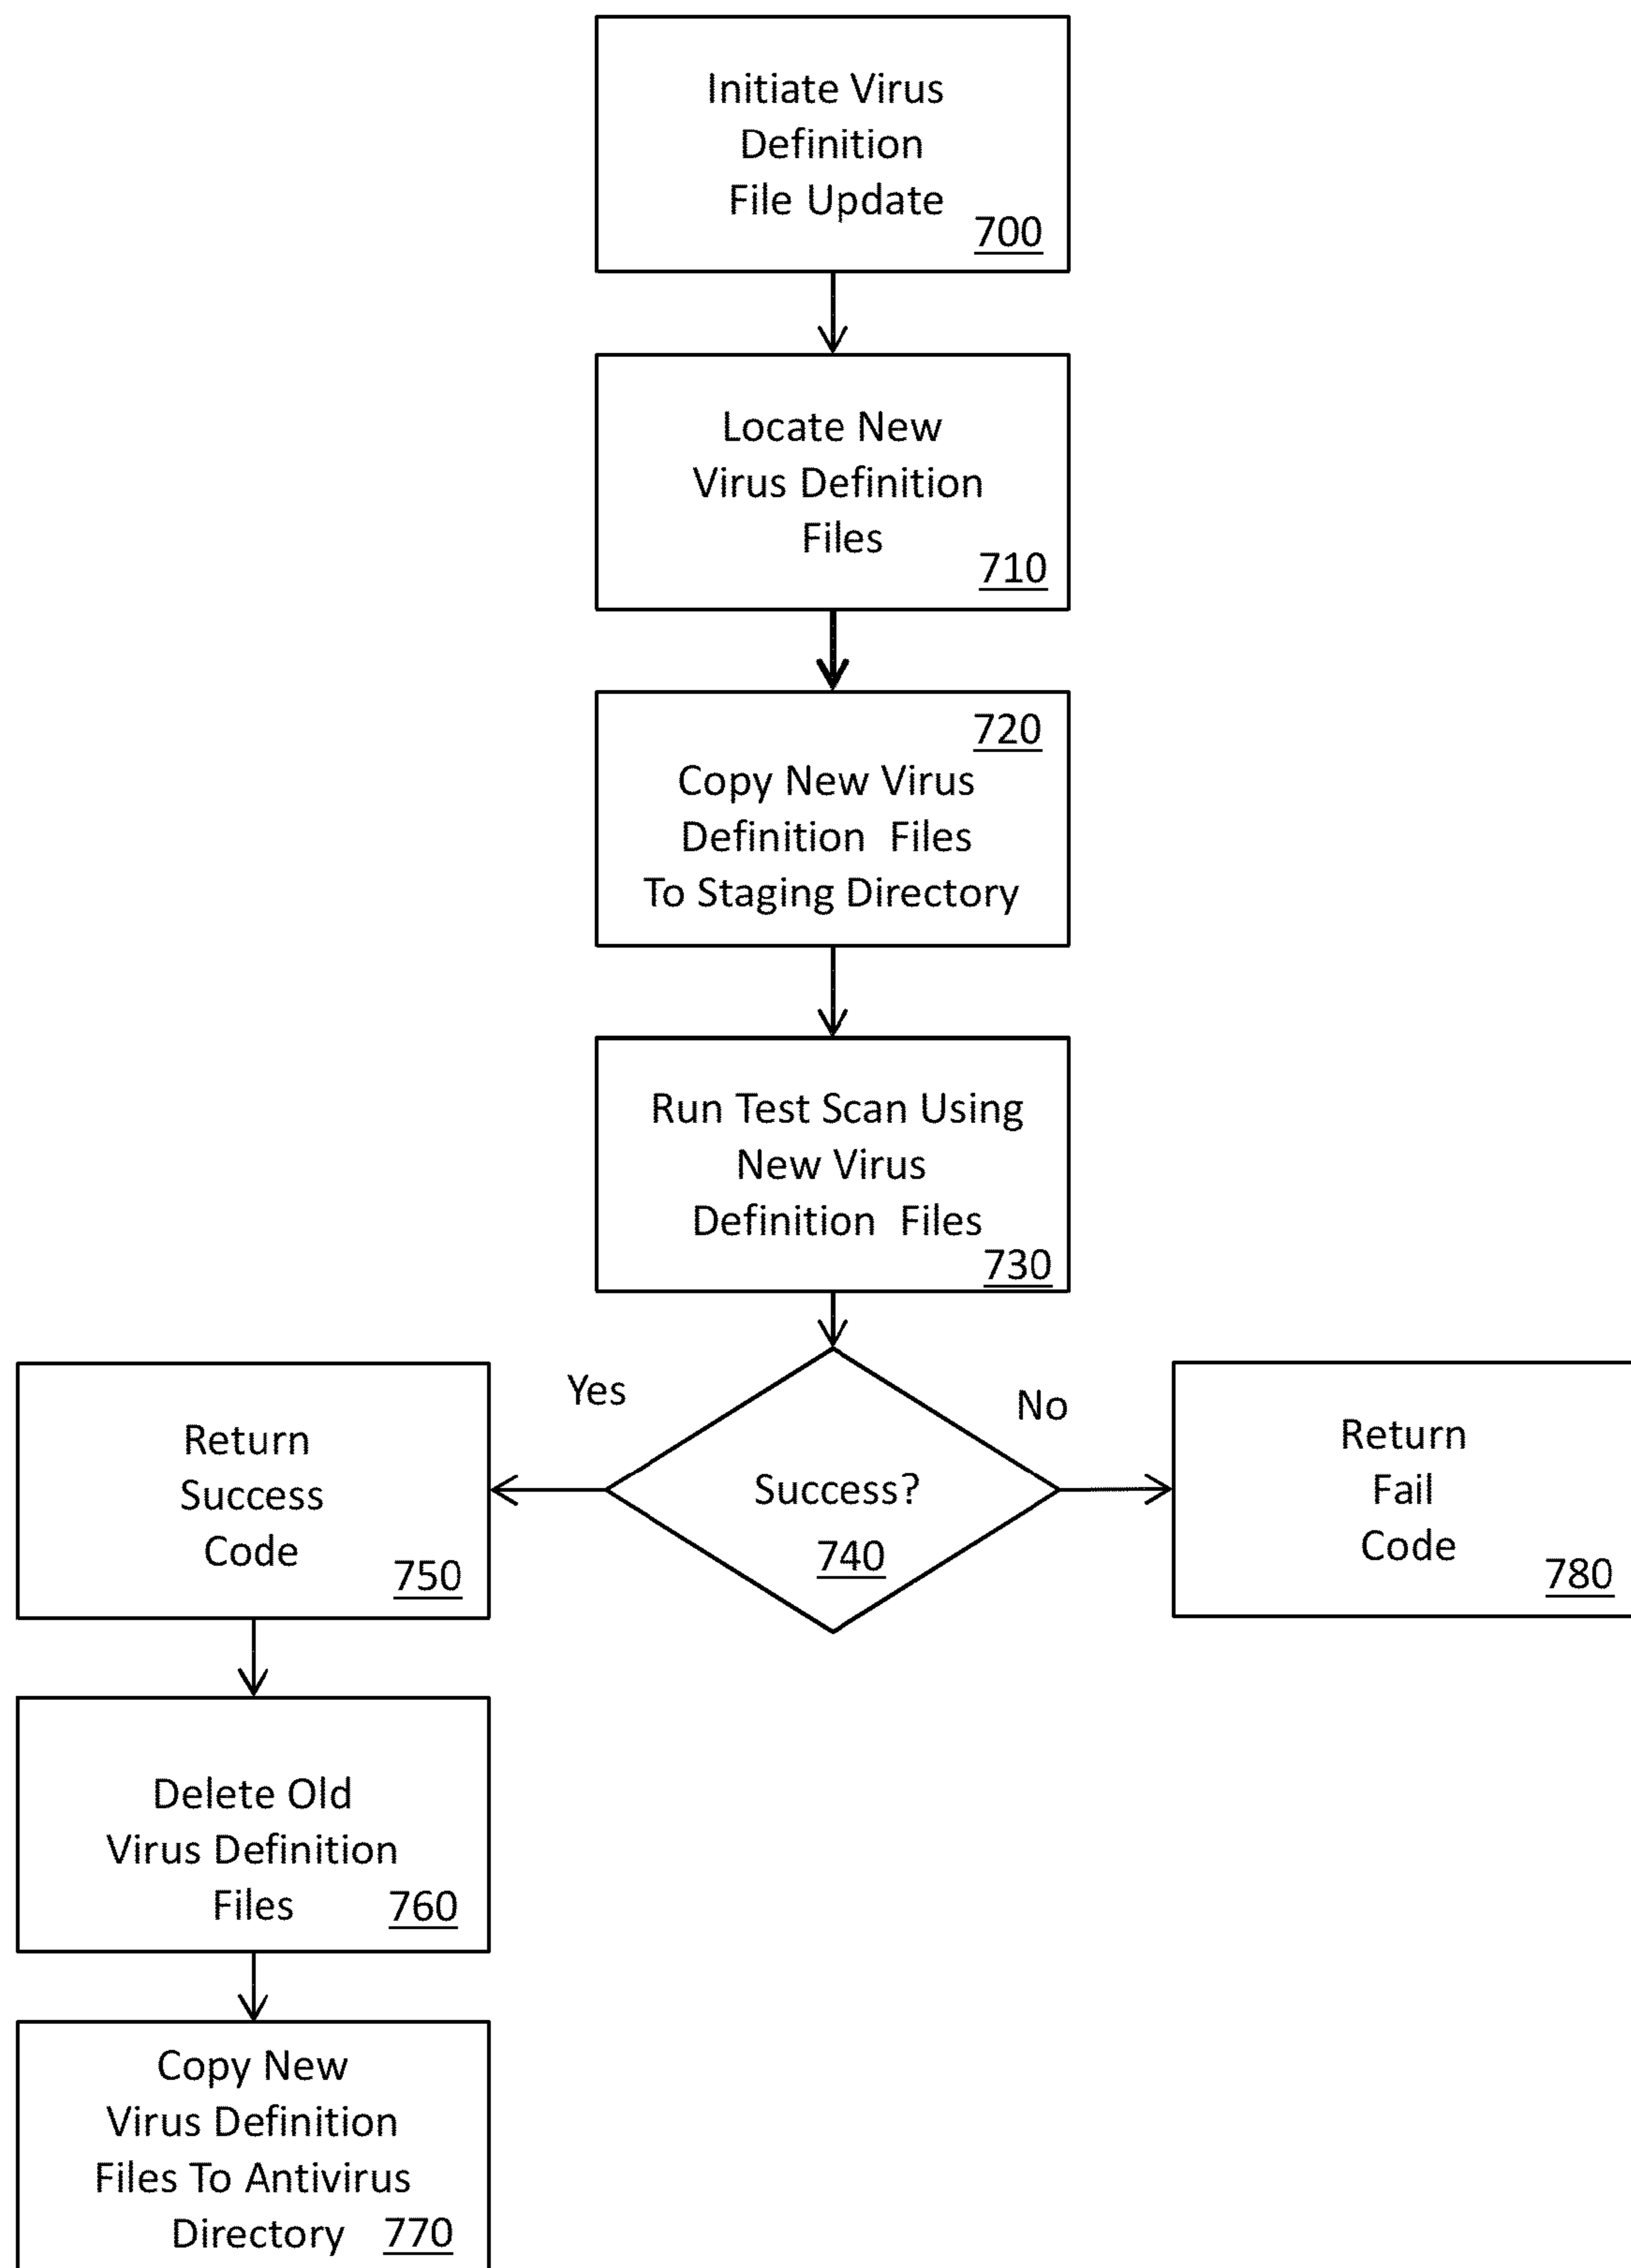 Initiate Virus
Definition
File Update
700
Locate New
Virus Definition
Files
710
720
Copy New Virus
Definition Files
To Staging Directory
Run Test Scan Using
New Virus
Definition Files
730
Yes
No
Success?
740
Return
Success
Code
750
Return
Fail
Code
780
Delete Old
Virus Definition
Files 760
Copy New
Virus Definition
Files To Antivirus
Directory 770